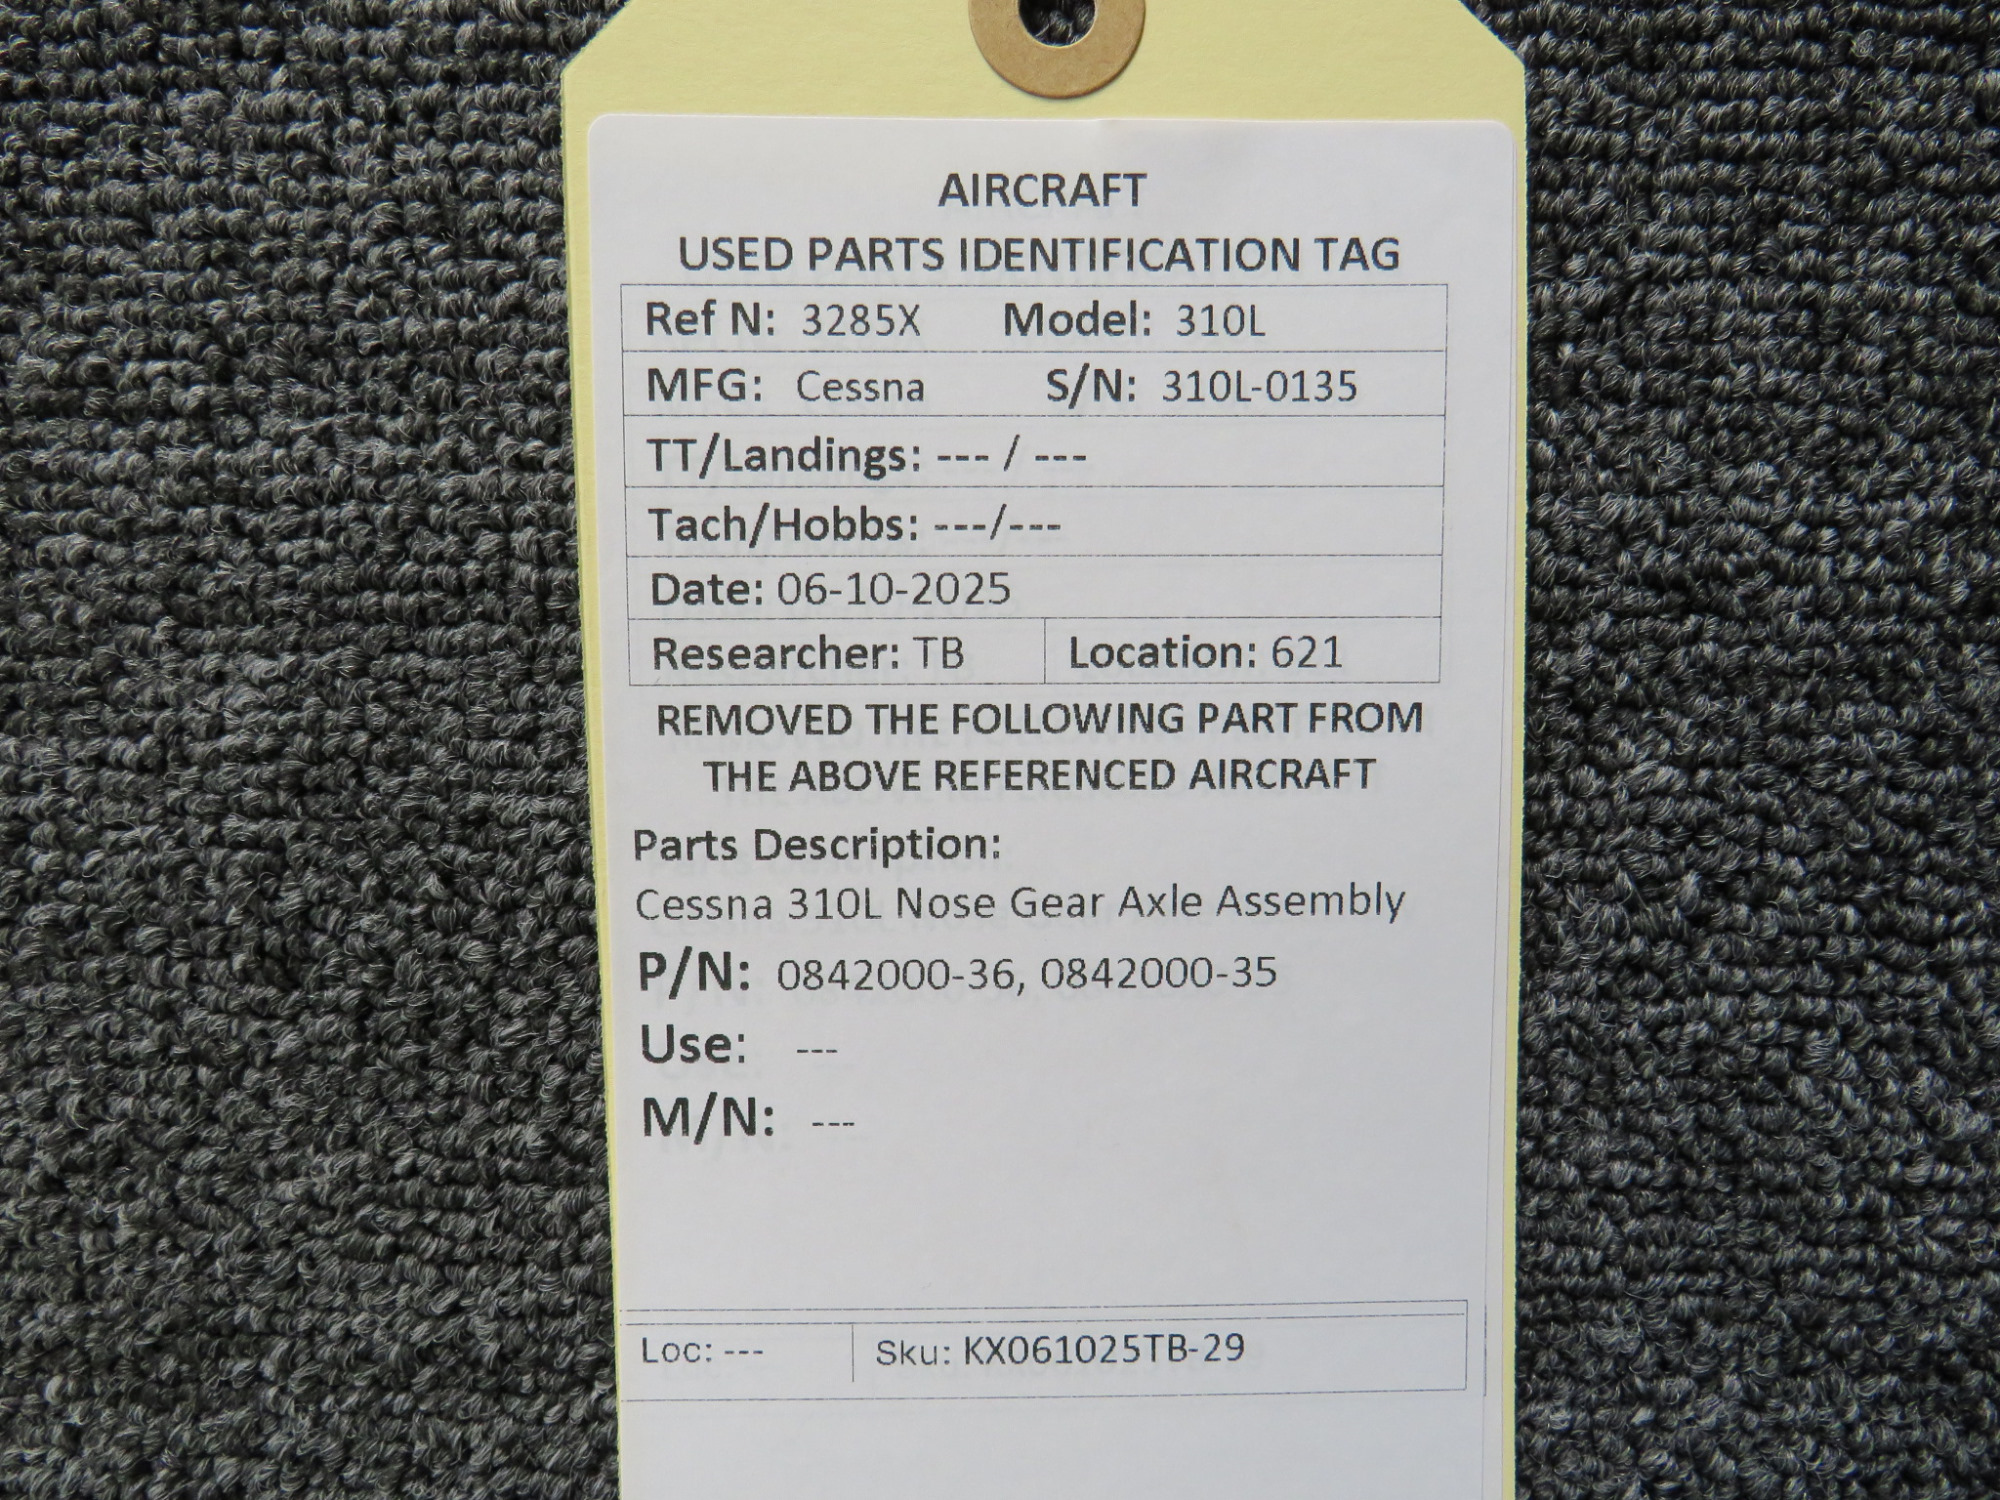 AIRCRAFT
USED PARTS IDENTIFICATION TAG
Ref N: 3285X Model: 310L
MFG: Cessna S/N: 310L-0135
TT/Landings: --- / ---
Tach/Hobbs: ---/---
Date: 06-10-2025
Researcher: TB Location: 621
REMOVED THE FOLLOWING PART FROM
THE ABOVE REFERENCED AIRCRAFT
Parts Description:
Cessna 310L Nose Gear Axle Assembly
P/N: 0842000-36, 0842000-35
Use: ---
M/N: ---
Loc: --- Sku: KX061025TB-29